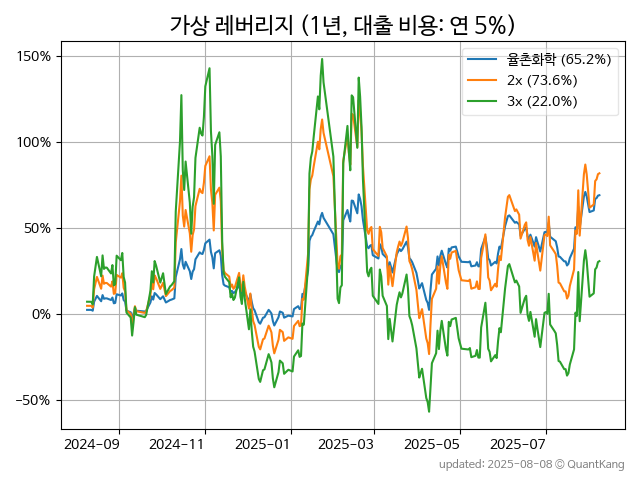 가상 레버리지 (1년, 대출 비용: 연 5%)
율촌화학 (65.2%)
2x (73.6%)
3x (22.0%)
150%
100%
50%
0%
−50%
2024-09
2024-11
2025-01
2025-03
2025-05
2025-07
updated: 2025-08-08 © QuantKang